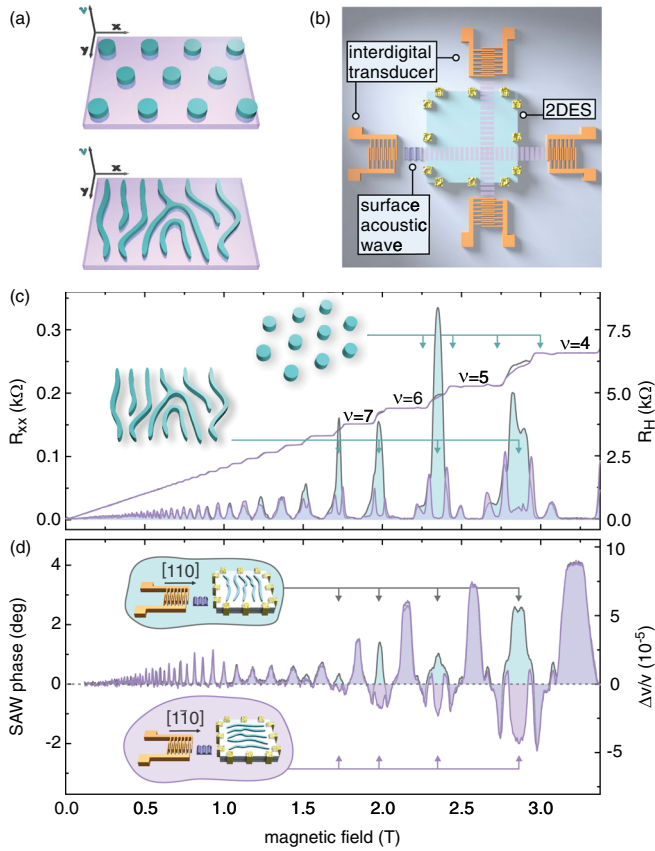 (a)
ν
x
y
ν
x
y
(b)
interdigital
transducer
2DES
surface
acoustic
wave
(c)
0.3
0.2
0.1
0.0
Rxx (kΩ)
ν=7
ν=6
ν=5
ν=4
7.5
5.0
2.5
0.0
RH (kΩ)
(d)
4
2
0
-2
SAW phase (deg)
[110]
[11̄0]
10
5
0
-5
Δv/v (10⁻⁵)
0.0 0.5 1.0 1.5 2.0 2.5 3.0
magnetic field (T)